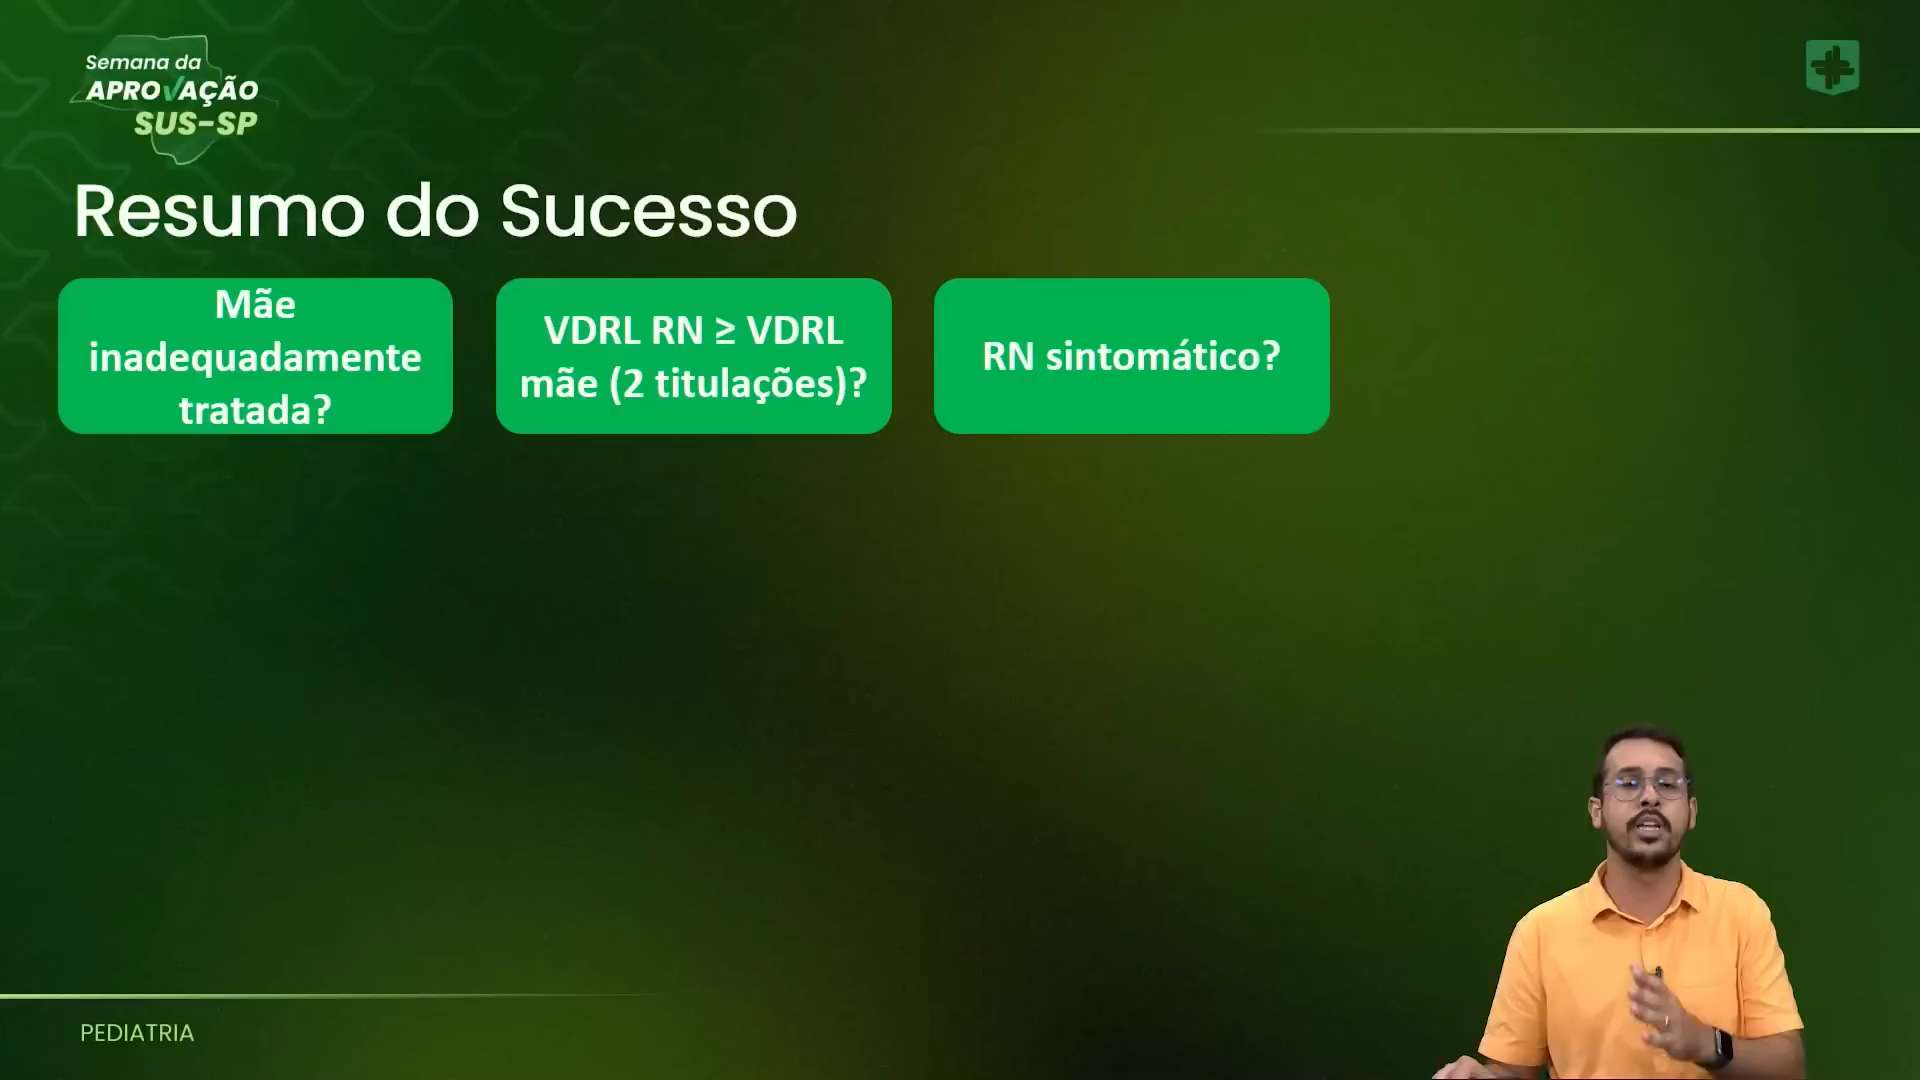 Semana da
APROVAÇÃO
SUS-SP
Resumo do Sucesso
Mãe
inadequadamente
tratada?
VDRL RN ≥ VDRL
mãe (2 titulações)?
RN sintomático?
PEDIATRIA